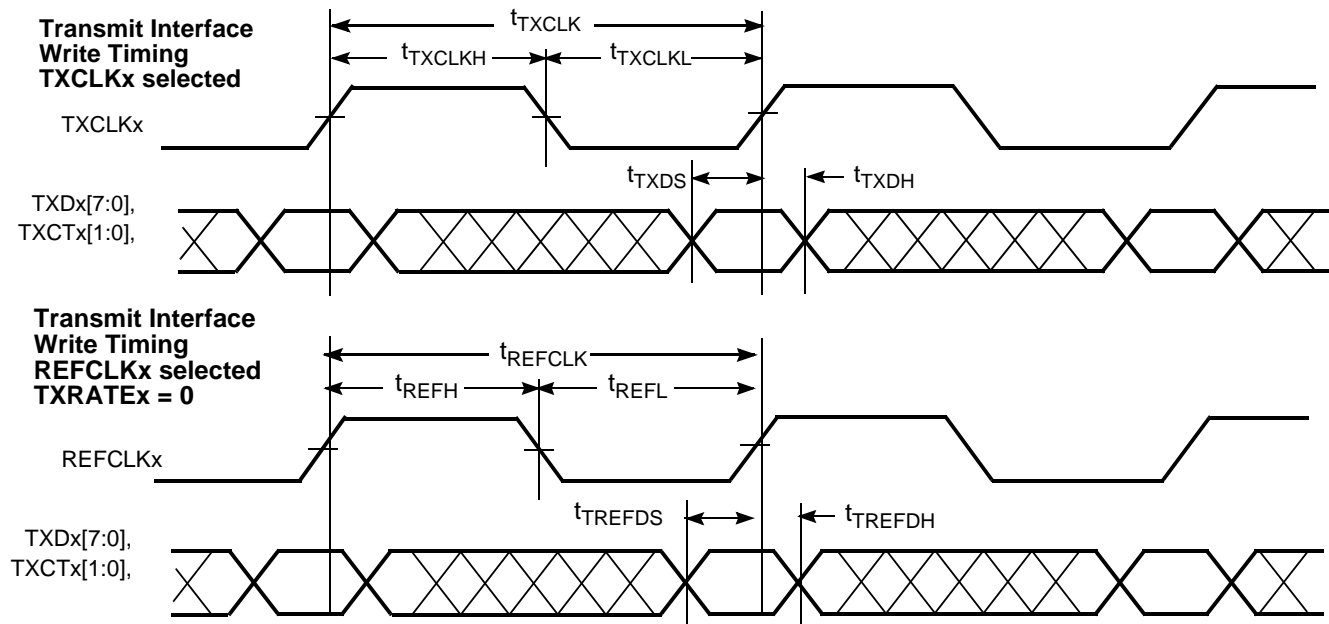 Transmit Interface
Write Timing
TXCLKx selected
tTXCLK
tTXCLKH
tTXCLKL
TXCLKx
tTXDS
tTXDH
TXDx[7:0],
TXCTx[1:0],
Transmit Interface
Write Timing
REFCLKx selected
TXRATEx = 0
tREFCLK
tREFH
tREFL
REFCLKx
tTREFDS
tTREFDH
TXDx[7:0],
TXCTx[1:0],